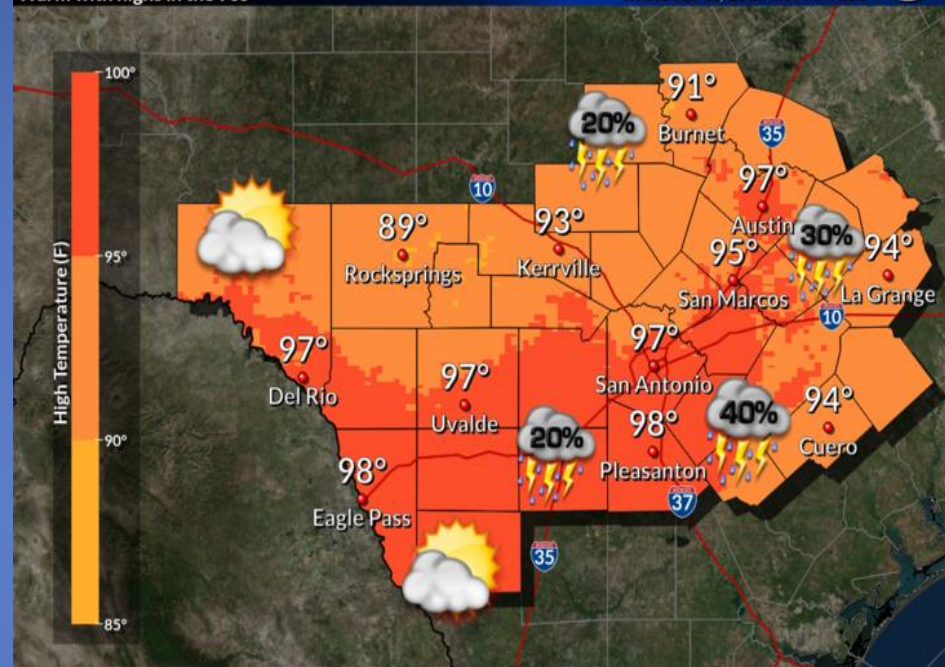 High Temperature (F)
100°
95°
90°
85°
91°
Burnet
20%
35
97°
Austin
10
89°
Rocksprings
93°
Kerrville
95°
San Marcos
30%
94°
La Grange
10
97°
Del Rio
97°
Uvalde
97°
San Antonio
40%
94°
Cuero
20%
98°
Pleasanton
98°
Eagle Pass
37
35